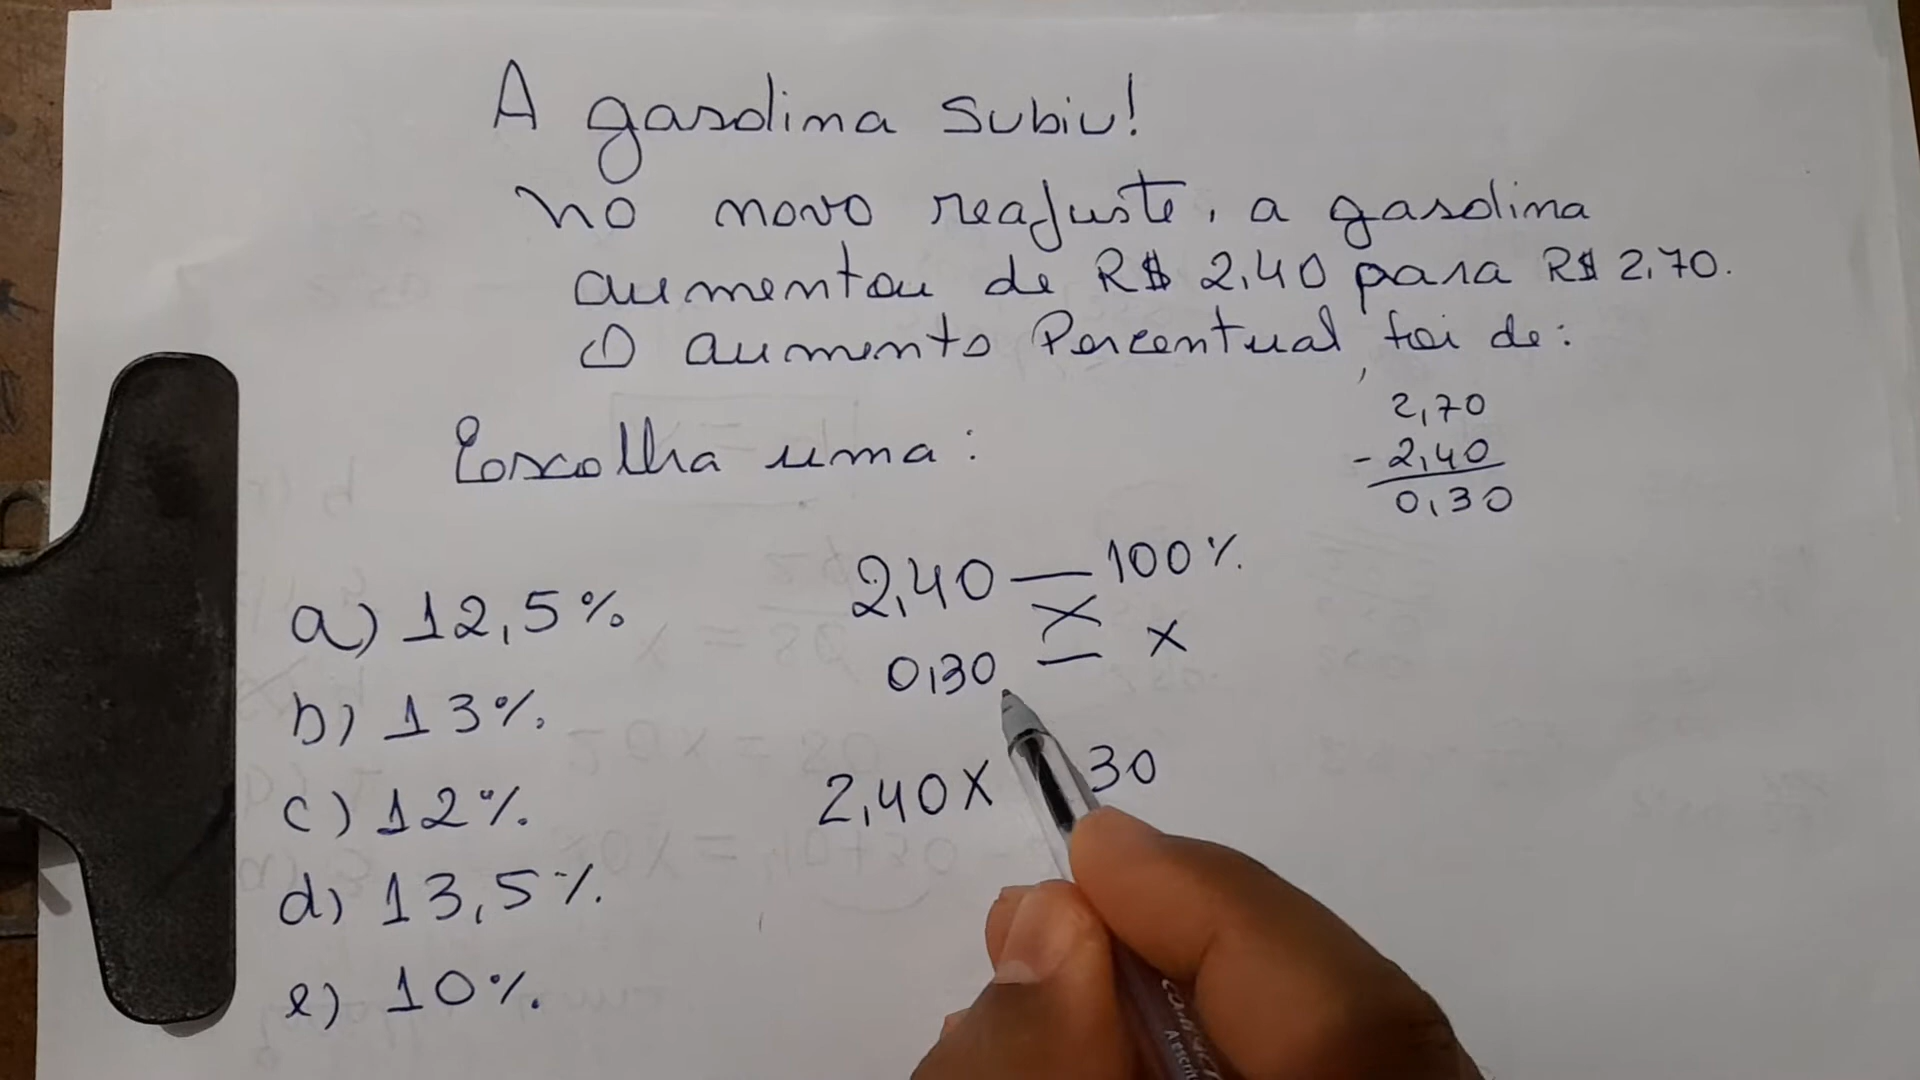 A gasolina subiu!
no novo reajuste, a gasolina
aumentou de R$ 2,40 para R$ 2,70.
O aumento Percentual foi de:
Escolha uma:
2,70
- 2,40
0,30
a) 12,5%
b) 13%
c) 12%
d) 13,5%
e) 10%
2,40 — 100%
0,30 — x
2,40x 30